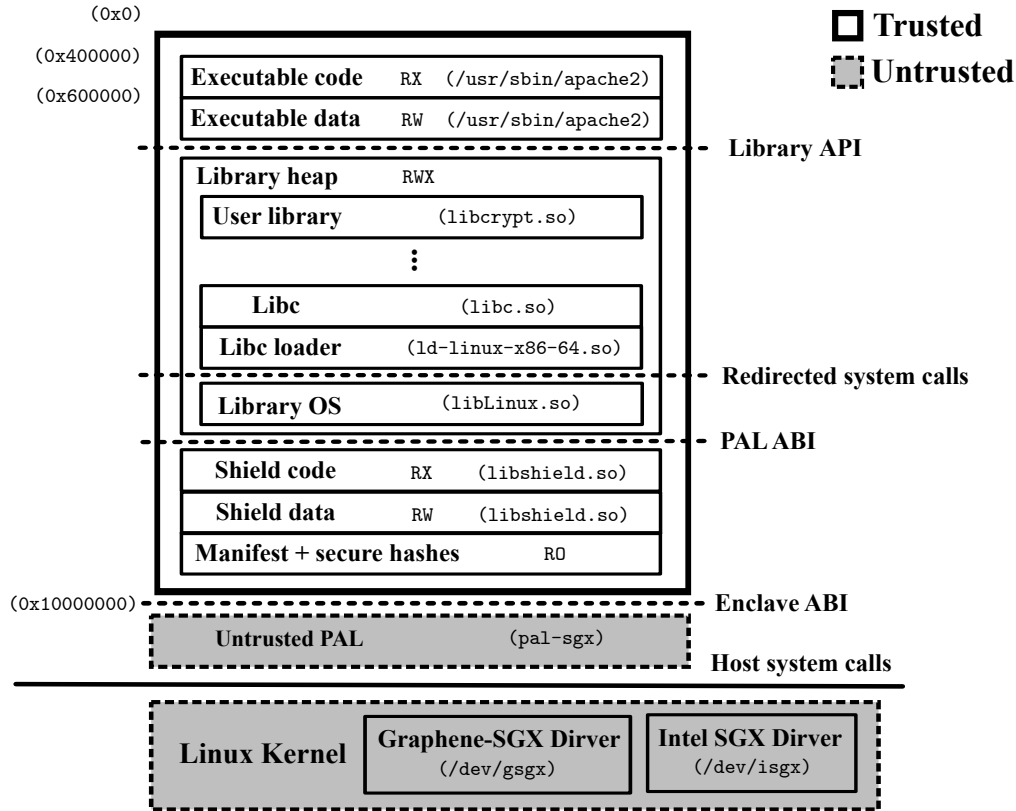 (0x0)
Trusted
(0x400000)
Executable code RX (/usr/sbin/apache2)
Untrusted
(0x600000)
Executable data RW (/usr/sbin/apache2)
Library API
Library heap RWX
User library (libcrypt.so)
Libc (libc.so)
Libc loader (ld-linux-x86-64.so)
Redirected system calls
Library OS (libLinux.so)
PAL ABI
Shield code RX (libshield.so)
Shield data RW (libshield.so)
Manifest + secure hashes RO
(0x10000000)
Enclave ABI
Untrusted PAL (pal-sgx)
Host system calls
Linux Kernel
Graphene-SGX Dirver
(/dev/gsgx)
Intel SGX Dirver
(/dev/isgx)